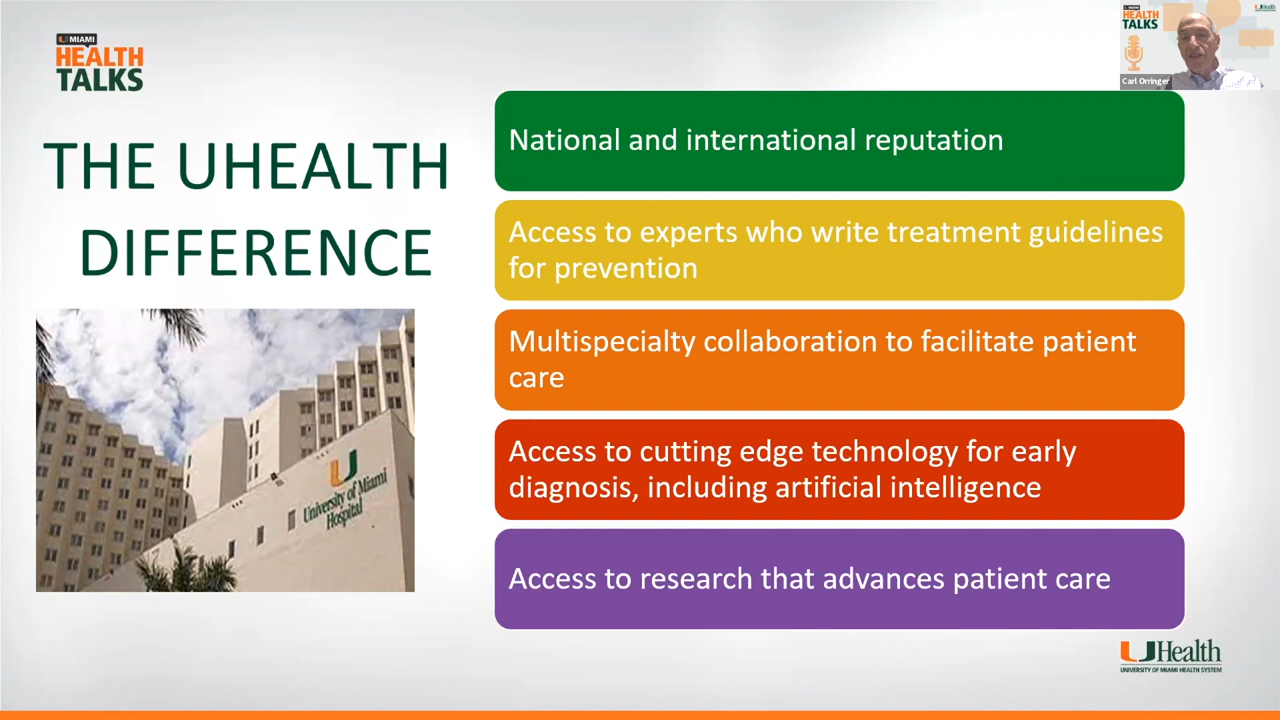 U MIAMI
HEALTH
TALKS
THE UHEALTH
DIFFERENCE
University of Miami
Hospital
National and international reputation
Access to experts who write treatment guidelines
for prevention
Multispecialty collaboration to facilitate patient
care
Access to cutting edge technology for early
diagnosis, including artificial intelligence
Access to research that advances patient care
HEALTH
TALKS
UHealth
Carl Orringer
UHealth
UNIVERSITY OF MIAMI HEALTH SYSTEM